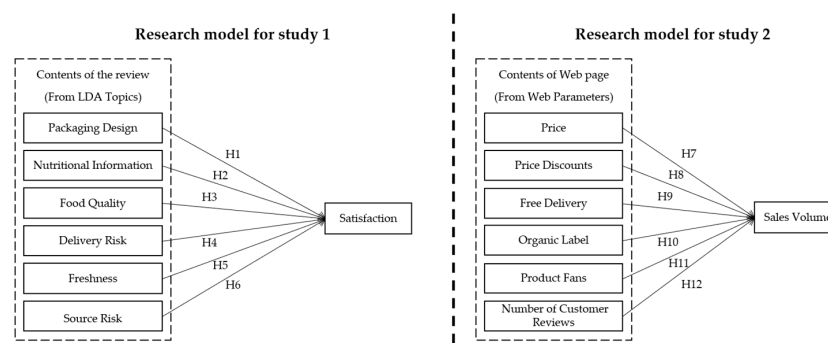 Research model for study 1
Contents of the review
(From LDA Topics)
Packaging Design
Nutritional Information
Food Quality
Delivery Risk
Freshness
Source Risk
H1
H2
H3
H4
H5
H6
Satisfaction
Research model for study 2
Contents of Web page
(From Web Parameters)
Price
Price Discounts
Free Delivery
Organic Label
Product Fans
Number of Customer
Reviews
H7
H8
H9
H10
H11
H12
Sales Volume